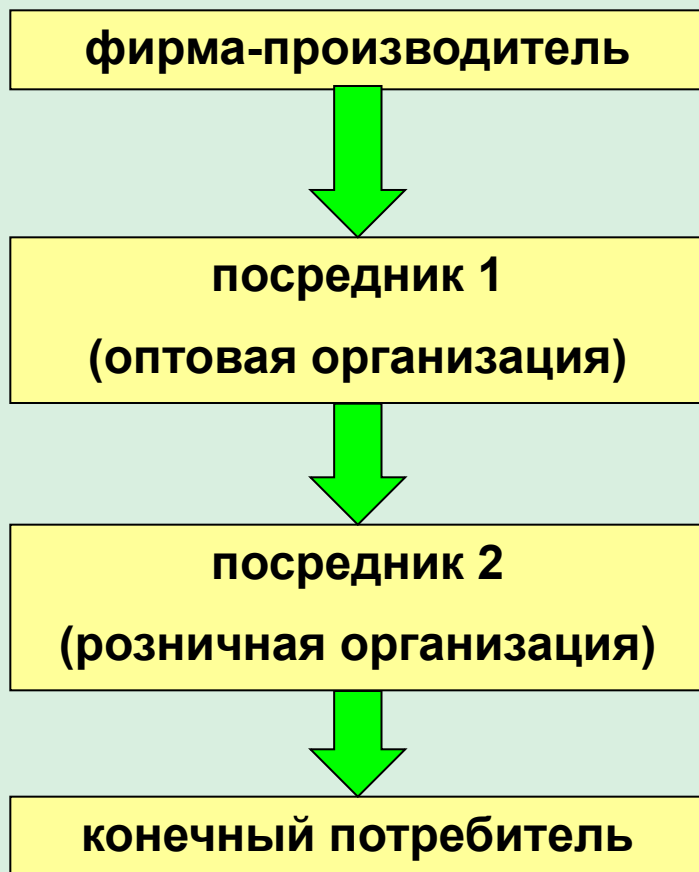 фирма-производитель
посредник 1
(оптовая организация)
посредник 2
(розничная организация)
конечный потребитель